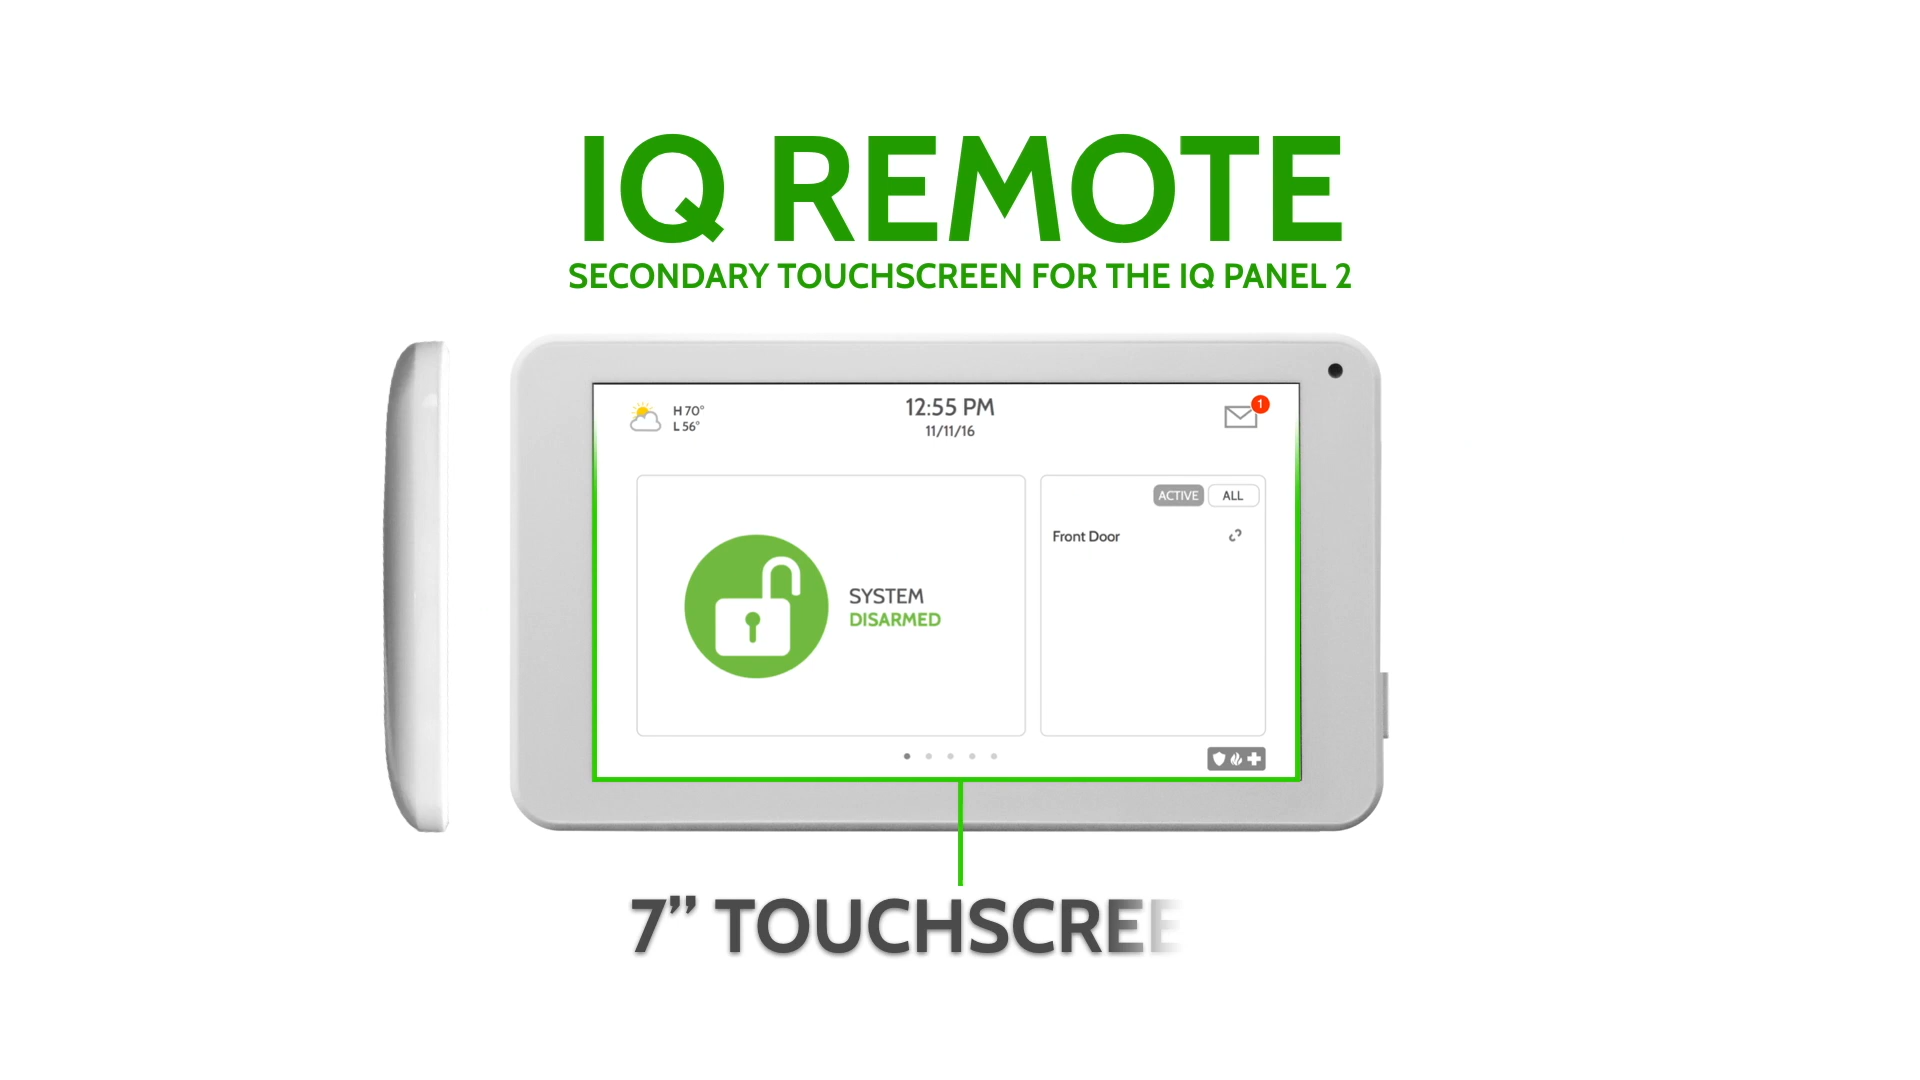 IQ REMOTE
SECONDARY TOUCHSCREEN FOR THE IQ PANEL 2
H 70°
L 56°
12:55 PM
11/11/16
1
ACTIVE ALL
Front Door
SYSTEM
DISARMED
7” TOUCHSCREE